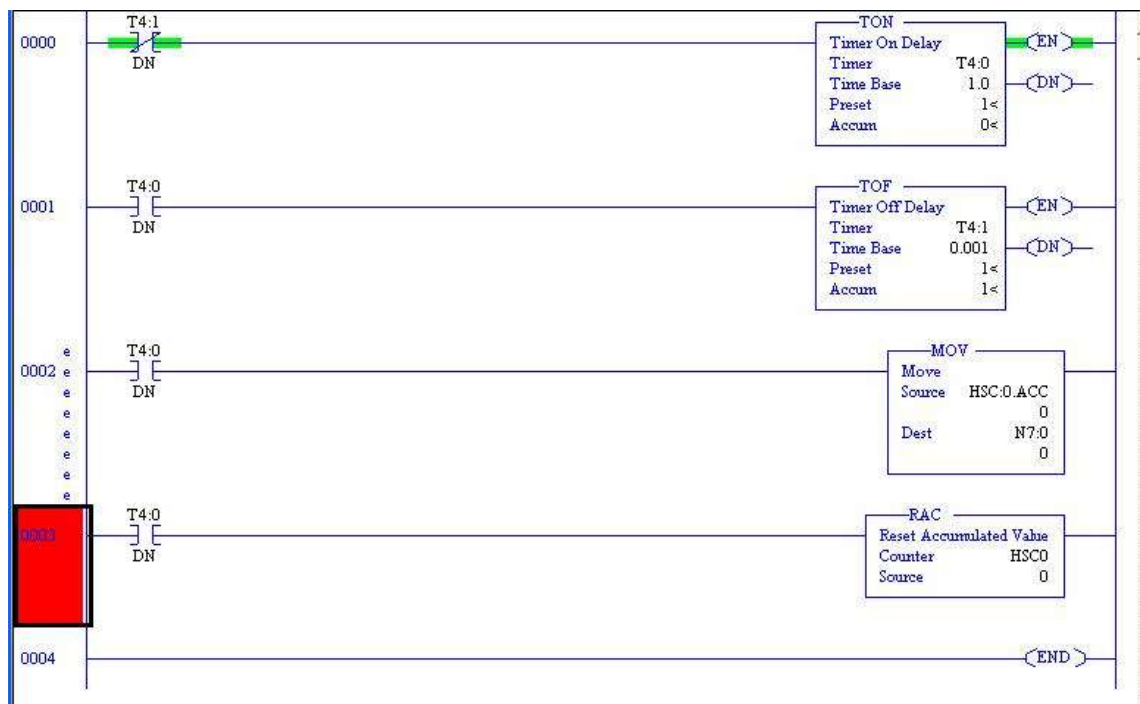 T4:1
TON
0000
Timer On Delay
EN
DN
Timer T4:0
Time Base 1.0
DN
Preset 1<
Accum 0<
T4:0
TOF
0001
Timer Off Delay
EN
DN
Timer T4:1
Time Base 0.001
DN
Preset 1<
Accum 1<
e
T4:0
MOV
0002 e
Move
e
DN
Source HSC:0.ACC
e
0
e
Dest N7:0
e
0
e
e
T4:0
RAC
0003
Reset Accumulated Value
DN
Counter HSC0
Source 0
0004
END